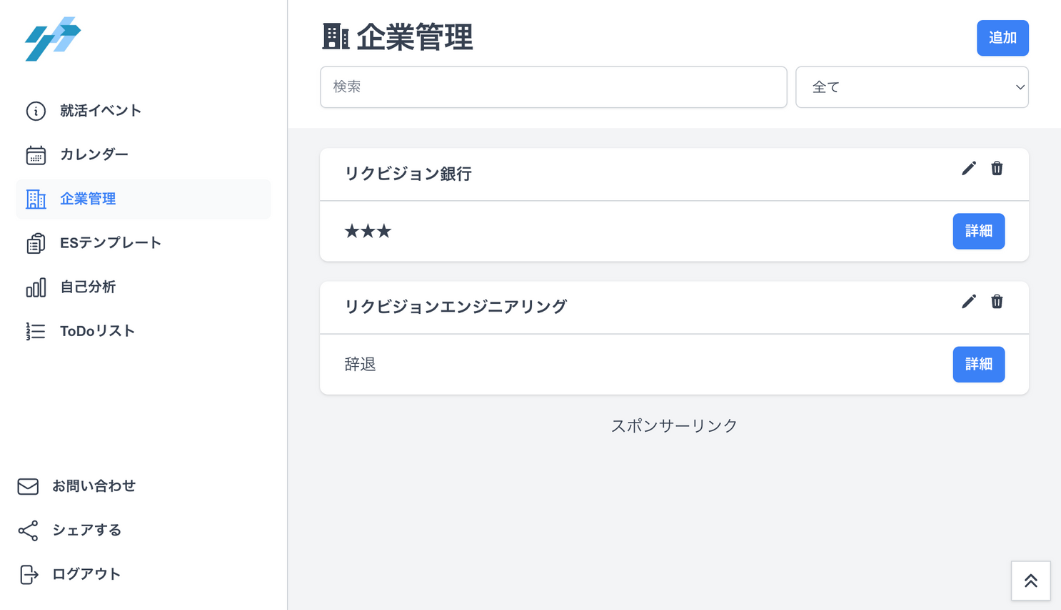 就活イベント
カレンダー
企業管理
ESテンプレート
自己分析
ToDoリスト
お問い合わせ
シェアする
ログアウト
企業管理
追加
検索
全て
リクビジョン銀行
★★★
詳細
リクビジョンエンジニアリング
辞退
詳細
スポンサーリンク